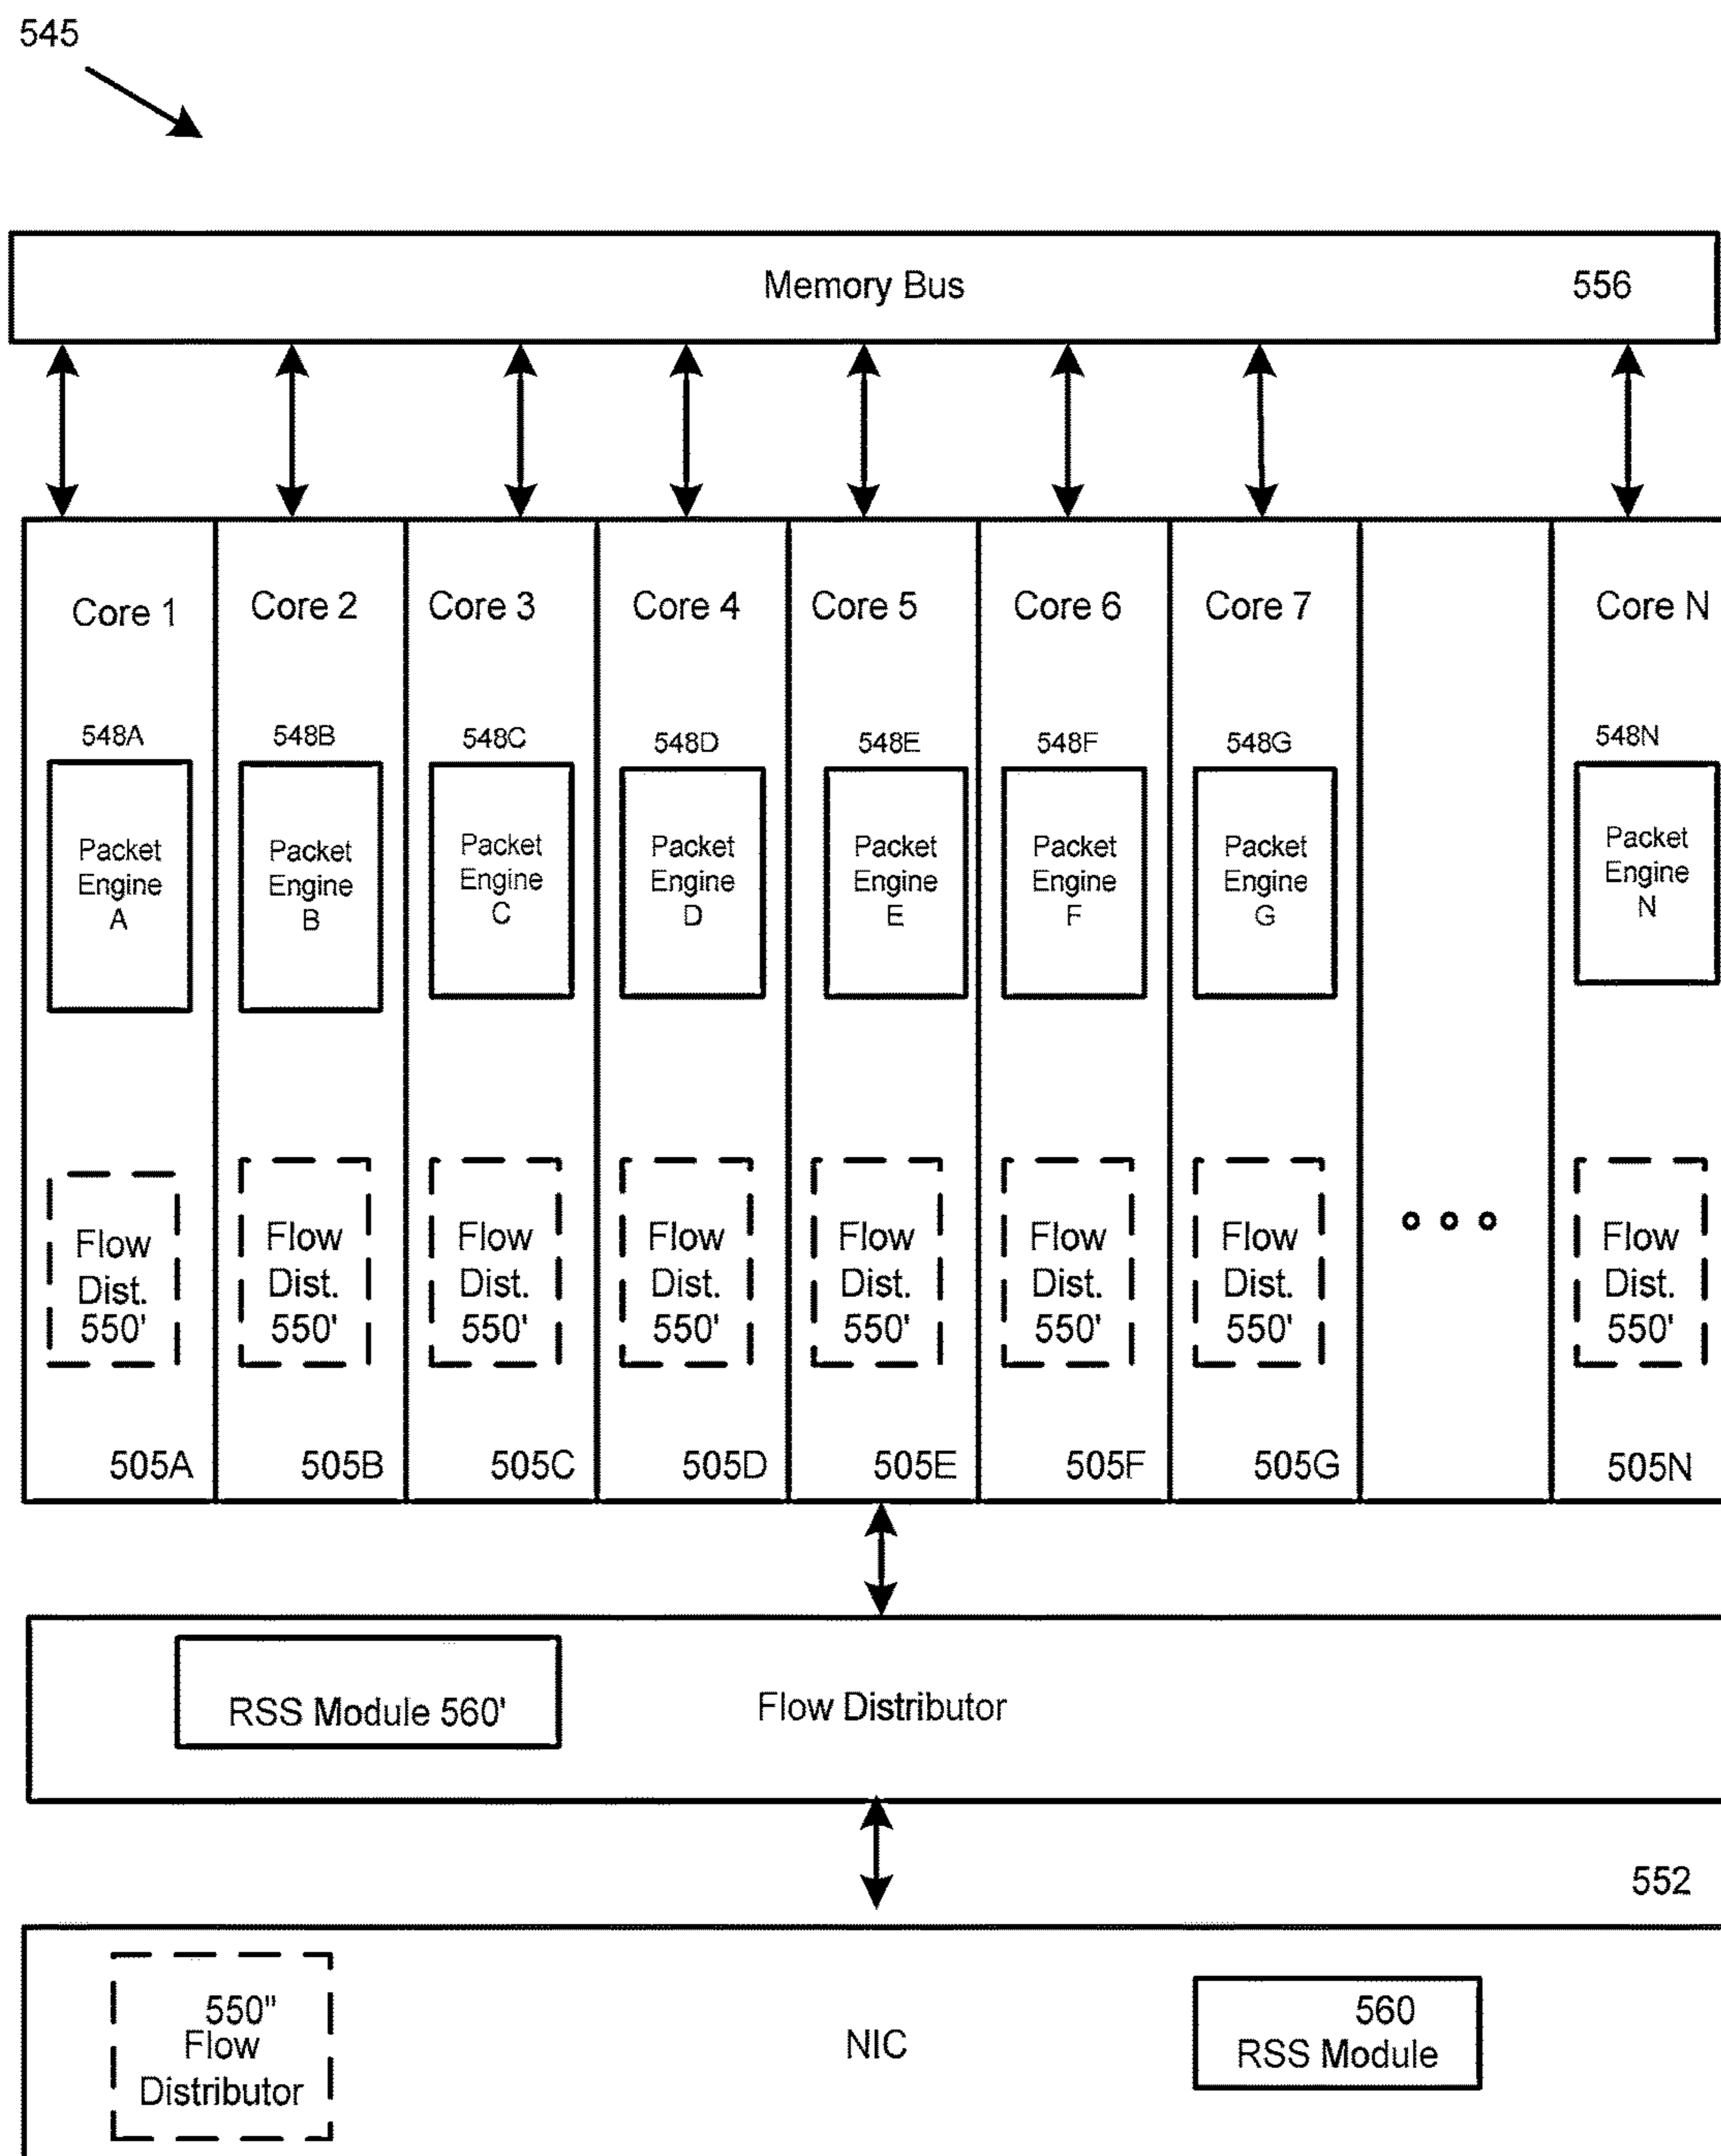 545
Memory Bus 556
Core 1 Core 2 Core 3 Core 4 Core 5 Core 6 Core 7 Core N
548A 548B 548C 548D 548E 548F 548G 548N
Packet Packet Packet Packet Packet Packet Packet Packet
Engine Engine Engine Engine Engine Engine Engine Engine
A B C D E F G N
Flow Flow Flow Flow Flow Flow Flow Flow
Dist. Dist. Dist. Dist. Dist. Dist. Dist. Dist.
550' 550' 550' 550' 550' 550' 550' 550'
505A 505B 505C 505D 505E 505F 505G 505N
RSS Module 560' Flow Distributor
552
550"
Flow
Distributor
NIC
560
RSS Module